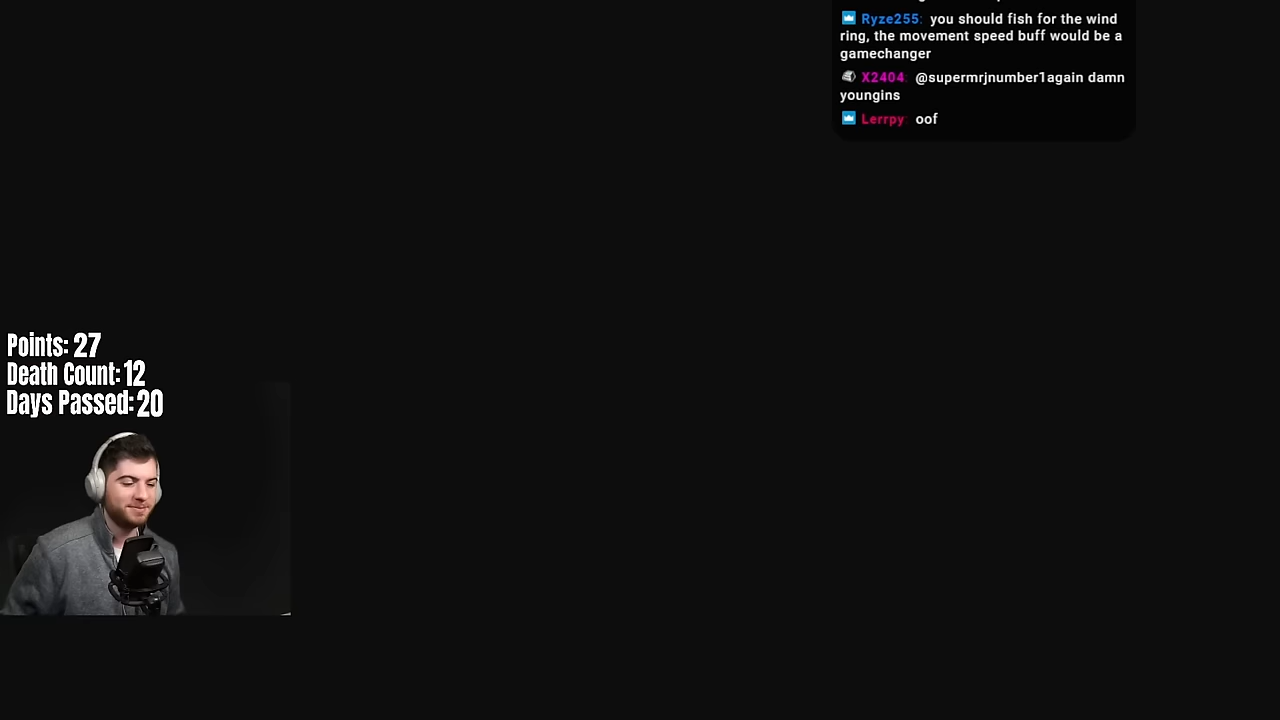 Ryze255: you should fish for the wind
ring, the movement speed buff would be a
gamechanger
X2404: @supermrjnumber1again damn
youngins
Lerrpy: oof
Points: 27
Death Count: 12
Days Passed: 20